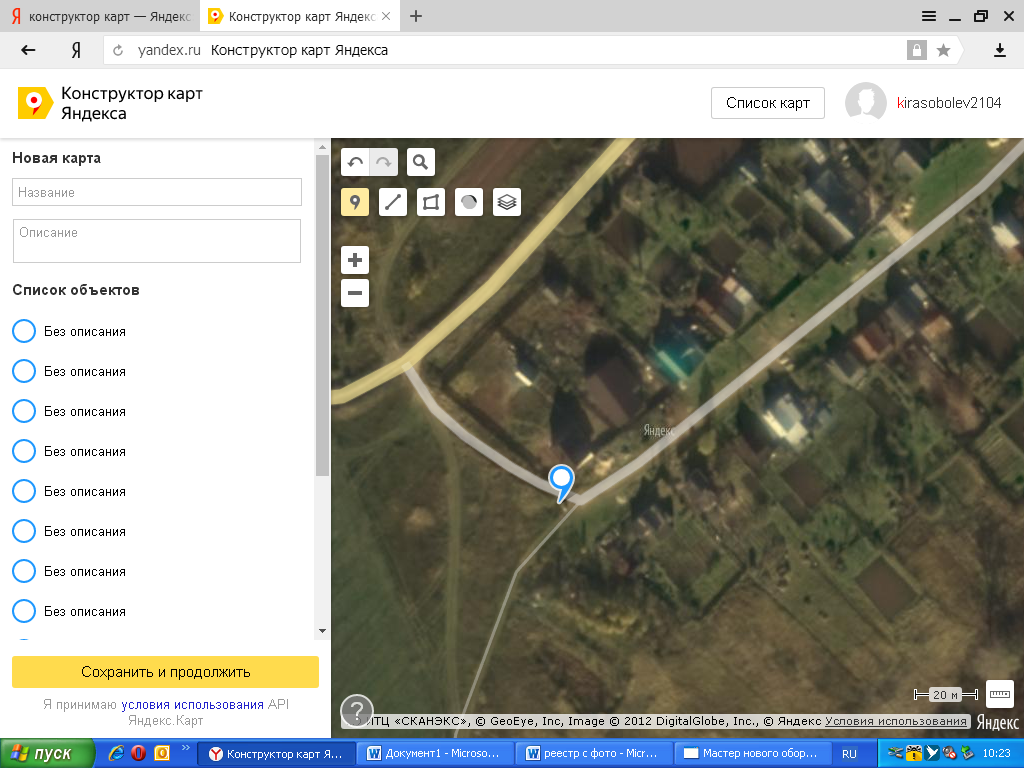 конструктор карт — Яндекс
Конструктор карт Яндекс
yandex.ru Конструктор карт Яндекса
Конструктор карт
Яндекса
Список карт
kirasobolev2104
Новая карта
Название
Описание
Список объектов
Без описания
Без описания
Без описания
Без описания
Без описания
Без описания
Без описания
Без описания
Сохранить и продолжить
Я принимаю условия использования API
Яндекс.Карт
Яндекс
20 м
ИТЦ «СКАНЭКС», © GeoEye, Inc, Image © 2012 DigitalGlobe, Inc., © Яндекс Условия использования
Яндекс
пуск
Конструктор карт Я...
Документ1 - Microso...
реестр с фото - Micr...
Мастер нового обор...
RU
10:23